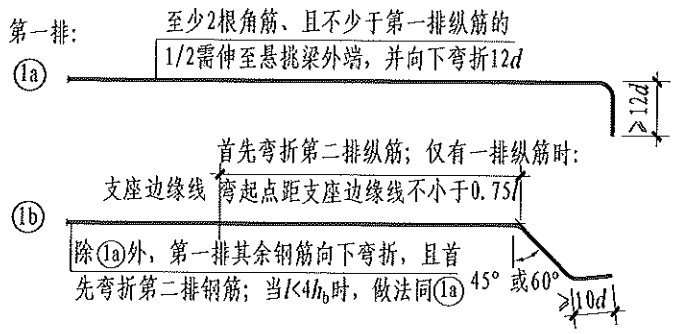 第一排:
至少2根角筋、且不少于第一排纵筋的
1/2需伸至悬挑梁外端，并向下弯折12d
1a
≥12d
首先弯折第二排纵筋；仅有一排纵筋时:
支座边缘线
弯起点距支座边缘线不小于0.75l
1b
除1a外，第一排其余钢筋向下弯折，且首
先弯折第二排钢筋；当l<4hb时，做法同1a
45° 或60°
≥10d